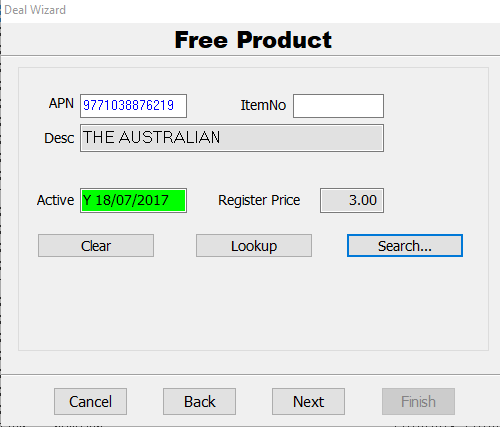 Deal Wizard
Free Product
APN 9771038876219 ItemNo
Desc THE AUSTRALIAN
Active Y 18/07/2017 Register Price 3.00
Clear Lookup Search...
Cancel Back Next Finish